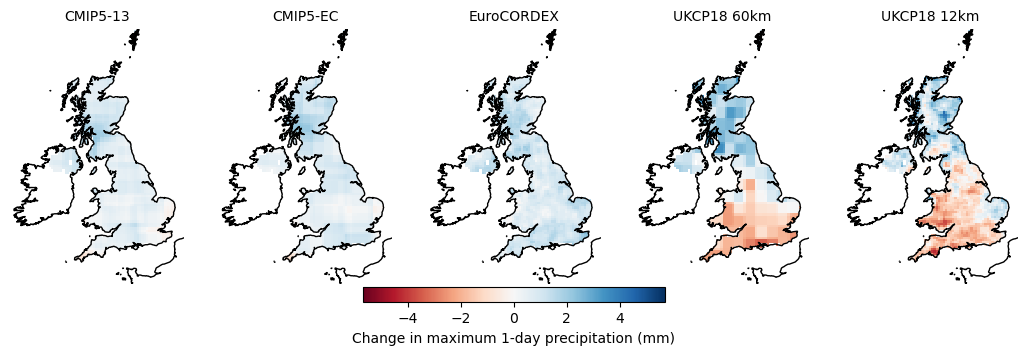 CMIP5-13 CMIP5-EC EuroCORDEX UKCP18 60km UKCP18 12km
−4 −2 0 2 4
Change in maximum 1-day precipitation (mm)